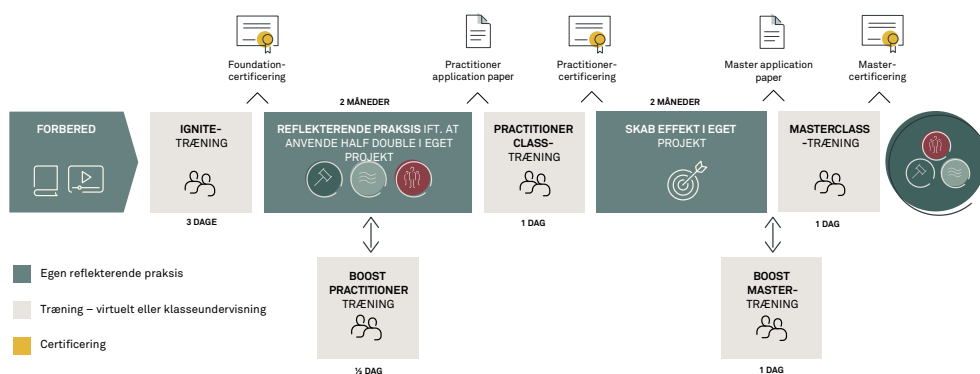 Foundation-
certificering
Practitioner
application paper
Practitioner-
certificering
Master application
paper
Master-
certificering
2 MÅNEDER
2 MÅNEDER
FORBERED
IGNITE-
TRÆNING
REFLEKTERENDE PRAKSIS IFT. AT
ANVENDE HALF DOUBLE I EGET
PROJEKT
PRACTITIONER
CLASS-
TRÆNING
SKAB EFFEKT I EGET
PROJEKT
MASTERCLASS
-TRÆNING
3 DAGE
1 DAG
1 DAG
BOOST
PRACTITIONER
TRÆNING
½ DAG
BOOST
MASTER-
TRÆNING
1 DAG
Egen reflekterende praksis
Træning – virtuelt eller klasseundervisning
Certificering